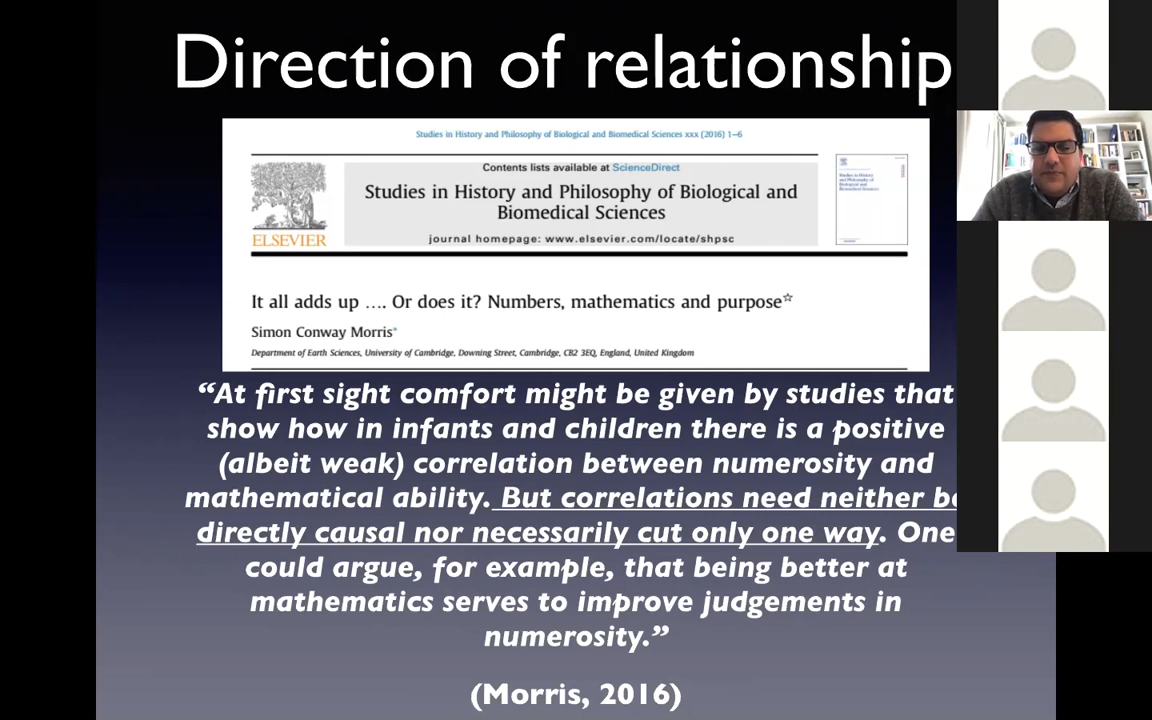 Direction of relationship
Studies in History and Philosophy of Biological and Biomedical Sciences xxx (2016) 1–6
Contents lists available at ScienceDirect
Studies in History and Philosophy of Biological and
Biomedical Sciences
journal homepage: www.elsevier.com/locate/shpsc
ELSEVIER
It all adds up …. Or does it? Numbers, mathematics and purpose☆
Simon Conway Morris*
Department of Earth Sciences, University of Cambridge, Downing Street, Cambridge, CB2 3EQ, England, United Kingdom
“At first sight comfort might be given by studies that
show how in infants and children there is a positive
(albeit weak) correlation between numerosity and
mathematical ability. But correlations need neither
directly causal nor necessarily cut only one way. One
could argue, for example, that being better at
mathematics serves to improve judgements in
numerosity.”
(Morris, 2016)